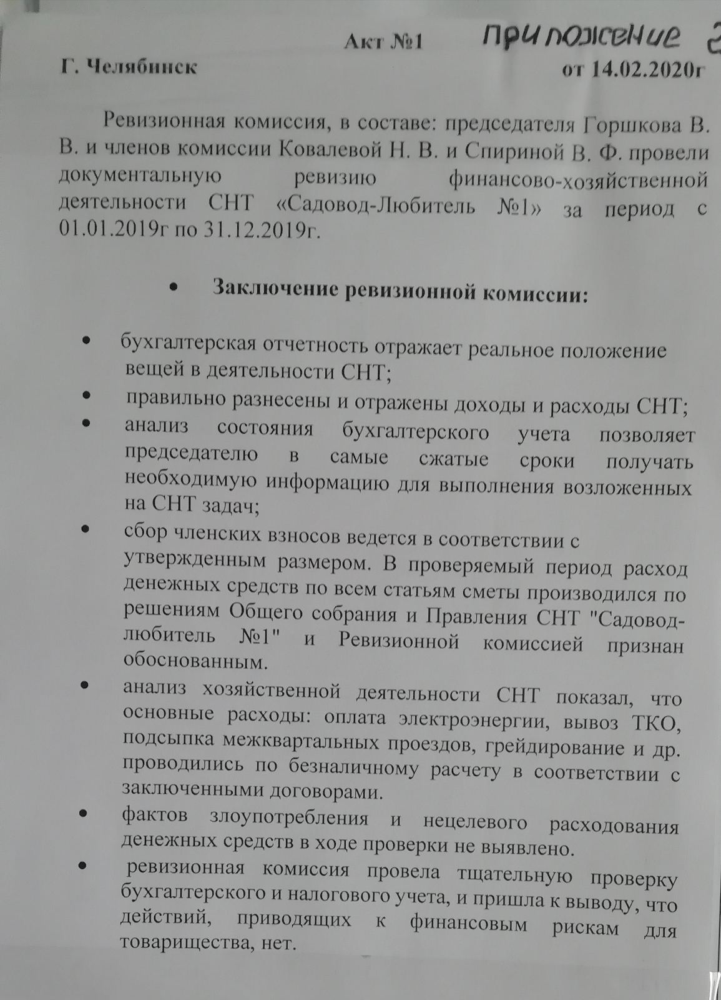 Акт №1
приложение 2
Г. Челябинск
от 14.02.2020г
Ревизионная комиссия, в составе: председателя Горшкова В.
В. и членов комиссии Ковалевой Н. В. и Спириной В. Ф. провели
документальную ревизию финансово-хозяйственной
деятельности СНТ «Садовод-Любитель №1» за период с
01.01.2019г по 31.12.2019г.
• Заключение ревизионной комиссии:
• бухгалтерская отчетность отражает реальное положение
вещей в деятельности СНТ;
• правильно разнесены и отражены доходы и расходы СНТ;
• анализ состояния бухгалтерского учета позволяет
председателю в самые сжатые сроки получать
необходимую информацию для выполнения возложенных
на СНТ задач;
• сбор членских взносов ведется в соответствии с
утвержденным размером. В проверяемый период расход
денежных средств по всем статьям сметы производился по
решениям Общего собрания и Правления СНТ "Садовод-
любитель №1" и Ревизионной комиссией признан
обоснованным.
• анализ хозяйственной деятельности СНТ показал, что
основные расходы: оплата электроэнергии, вывоз ТКО,
подсыпка межквартальных проездов, грейдирование и др.
проводились по безналичному расчету в соответствии с
заключенными договорами.
• фактов злоупотребления и нецелевого расходования
денежных средств в ходе проверки не выявлено.
• ревизионная комиссия провела тщательную проверку
бухгалтерского и налогового учета, и пришла к выводу, что
действий, приводящих к финансовым рискам для
товарищества, нет.